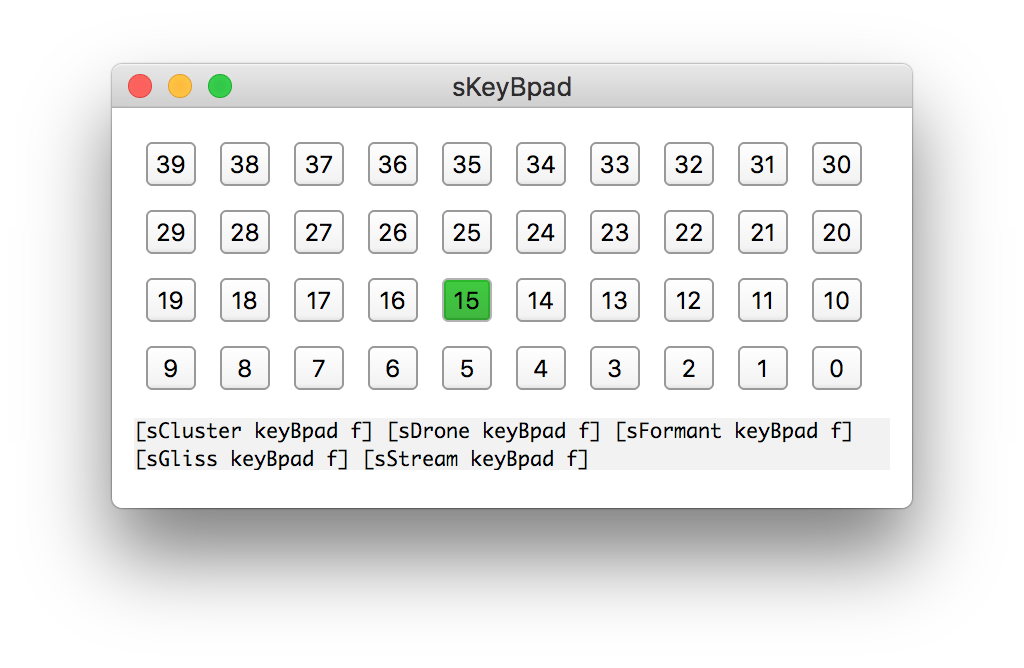 sKeyBpad
39 38 37 36 35 34 33 32 31 30
29 28 27 26 25 24 23 22 21 20
19 18 17 16 15 14 13 12 11 10
9 8 7 6 5 4 3 2 1 0
[sCluster keyBpad f] [sDrone keyBpad f] [sFormant keyBpad f]
[sGliss keyBpad f] [sStream keyBpad f]